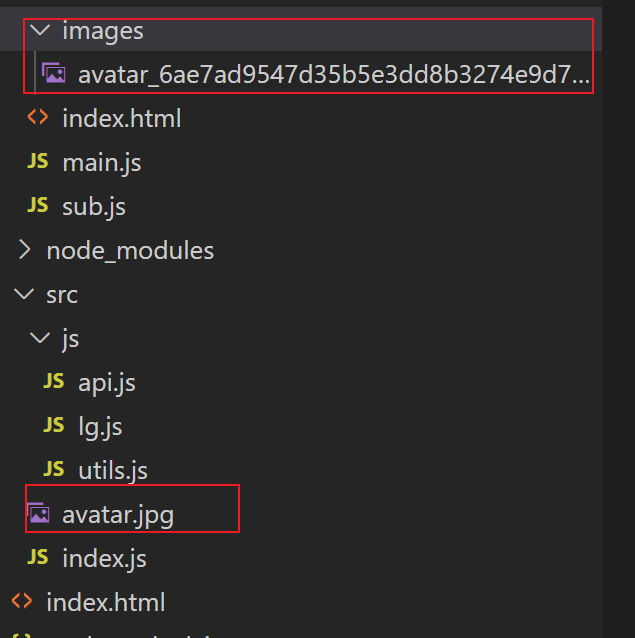 images
avatar_6ae7ad9547d35b5e3dd8b3274e9d7...
<> index.html
JS main.js
JS sub.js
node_modules
src
js
JS api.js
JS lg.js
JS utils.js
avatar.jpg
JS index.js
<> index.html